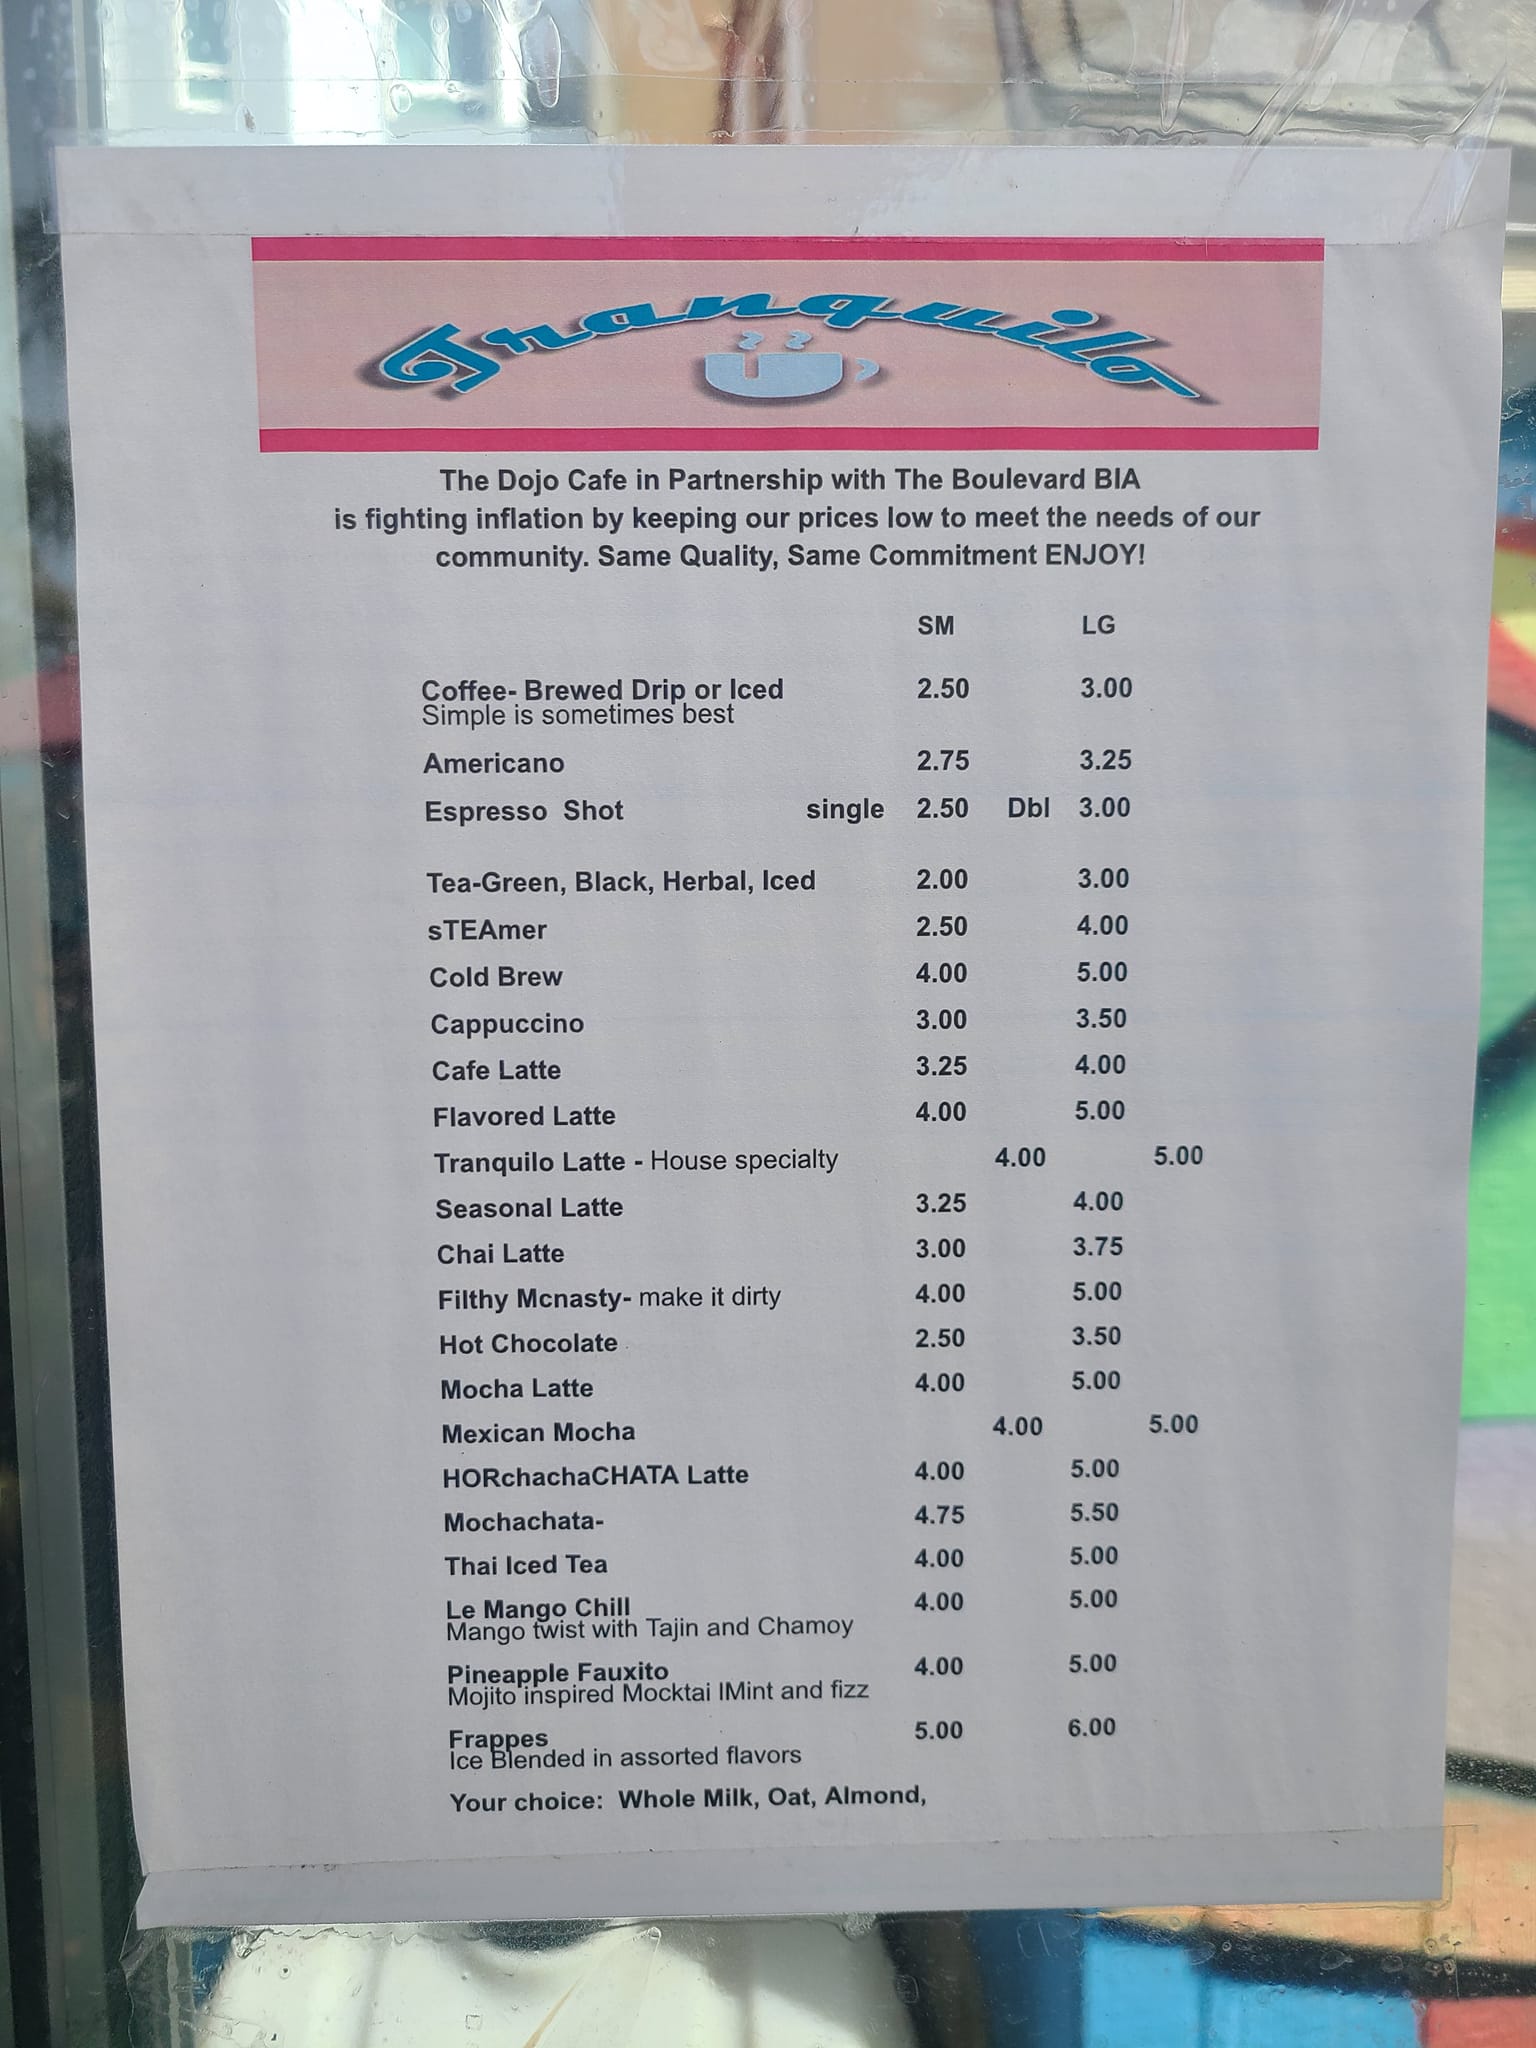 Tranquilo
The Dojo Cafe in Partnership with The Boulevard BIA
is fighting inflation by keeping our prices low to meet the needs of our
community. Same Quality, Same Commitment ENJOY!
SM LG
Coffee- Brewed Drip or Iced 2.50 3.00
Simple is sometimes best
Americano 2.75 3.25
Espresso Shot single 2.50 Dbl 3.00
Tea-Green, Black, Herbal, Iced 2.00 3.00
sTEAmer 2.50 4.00
Cold Brew 4.00 5.00
Cappuccino 3.00 3.50
Cafe Latte 3.25 4.00
Flavored Latte 4.00 5.00
Tranquilo Latte - House specialty 4.00 5.00
Seasonal Latte 3.25 4.00
Chai Latte 3.00 3.75
Filthy Mcnasty- make it dirty 4.00 5.00
Hot Chocolate 2.50 3.50
Mocha Latte 4.00 5.00
Mexican Mocha 4.00 5.00
HORchachaCHATA Latte 4.00 5.00
Mochachata- 4.75 5.50
Thai Iced Tea 4.00 5.00
Le Mango Chill 4.00 5.00
Mango twist with Tajin and Chamoy
Pineapple Fauxito 4.00 5.00
Mojito inspired Mocktai lMint and fizz
Frappes 5.00 6.00
Ice Blended in assorted flavors
Your choice: Whole Milk, Oat, Almond,